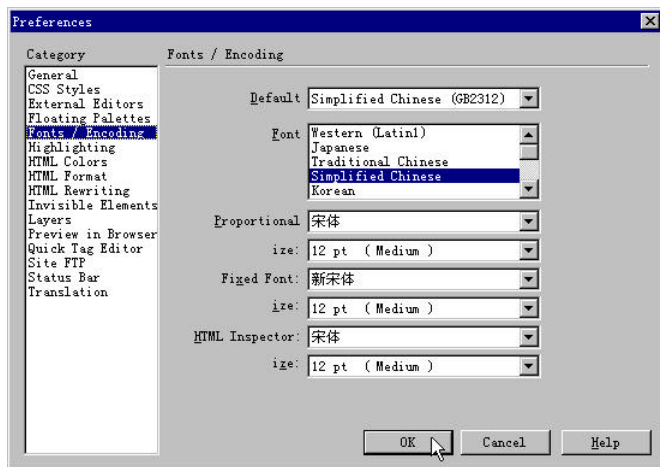 Preferences
Category
General
CSS Styles
External Editors
Floating Palettes
Fonts / Encoding
Highlighting
HTML Colors
HTML Format
HTML Rewriting
Invisible Elements
Layers
Preview in Browser
Quick Tag Editor
Site FTP
Status Bar
Translation
Fonts / Encoding
Default Simplified Chinese (GB2312)
Font Western (Latin1)
Japanese
Traditional Chinese
Simplified Chinese
Korean
Proportional 宋体
ize: 12 pt ( Medium )
Fixed Font: 新宋体
ize: 12 pt ( Medium )
HTML Inspector: 宋体
ize: 12 pt ( Medium )
OK Cancel Help